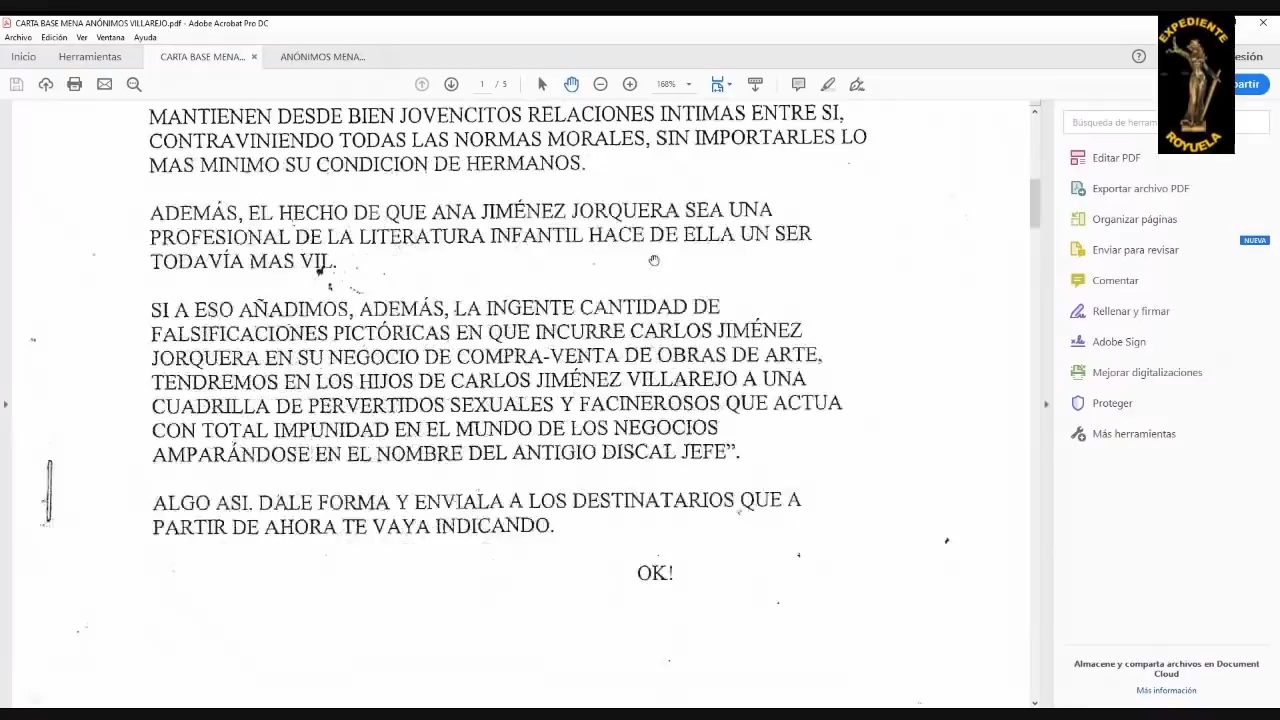 CARTA BASE MENA ANÓNIMOS VILLAREJO.pdf - Adobe Acrobat Pro DC
Archivo Edición Ver Ventana Ayuda
Inicio Herramientas CARTA BASE MENA... × ANÓNIMOS MENA... esión
1 / 5 168% partir
EXPEDIENTE
ROYUELA
MANTIENEN DESDE BIEN JOVENCITOS RELACIONES INTIMAS ENTRE SI,
CONTRAVINIENDO TODAS LAS NORMAS MORALES, SIN IMPORTARLES LO
MAS MINIMO SU CONDICION DE HERMANOS.
ADEMÁS, EL HECHO DE QUE ANA JIMÉNEZ JORQUERA SEA UNA
PROFESIONAL DE LA LITERATURA INFANTIL HACE DE ELLA UN SER
TODAVÍA MAS VIL.
SI A ESO AÑADIMOS, ADEMÁS, LA INGENTE CANTIDAD DE
FALSIFICACIONES PICTÓRICAS EN QUE INCURRE CARLOS JIMÉNEZ
JORQUERA EN SU NEGOCIO DE COMPRA-VENTA DE OBRAS DE ARTE,
TENDREMOS EN LOS HIJOS DE CARLOS JIMÉNEZ VILLAREJO A UNA
CUADRILLA DE PERVERTIDOS SEXUALES Y FACINEROSOS QUE ACTUA
CON TOTAL IMPUNIDAD EN EL MUNDO DE LOS NEGOCIOS
AMPARÁNDOSE EN EL NOMBRE DEL ANTIGIO DISCAL JEFE”.
ALGO ASI. DALE FORMA Y ENVIALA A LOS DESTINATARIOS QUE A
PARTIR DE AHORA TE VAYA INDICANDO.
OK!
Búsqueda de herram
Editar PDF
Exportar archivo PDF
Organizar páginas
NUEVA
Enviar para revisar
Comentar
Rellenar y firmar
Adobe Sign
Mejorar digitalizaciones
Proteger
Más herramientas
Almacene y comparta archivos en Document
Cloud
Más información